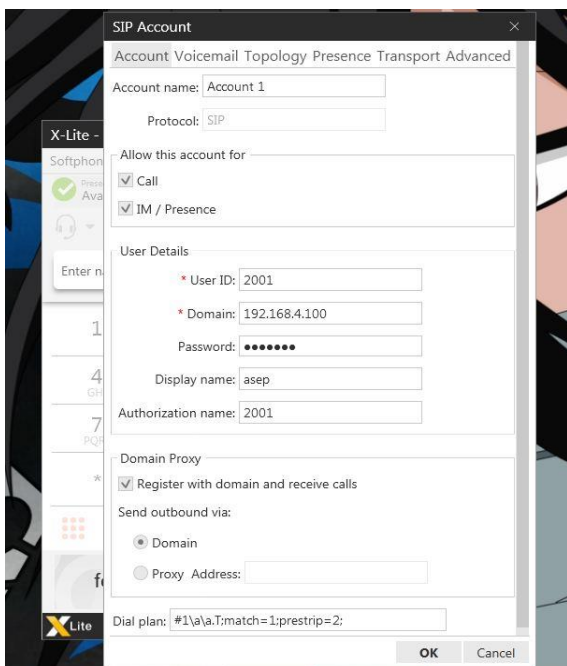 SIP Account
Account Voicemail Topology Presence Transport Advanced
Account name: Account 1
Protocol: SIP
X-Lite -
Softphon
Allow this account for
Call
Ava
IM / Presence
Enter n
User Details
* User ID: 2001
* Domain: 192.168.4.100
Password: ●●●●●●●
Display name: asep
Authorization name: 2001
1
4
GH
7
PQR
*
Domain Proxy
Register with domain and receive calls
Send outbound via:
Domain
Proxy Address:
Dial plan: #1\a\a.T;match=1;prestrip=2;
X Lite
OK Cancel